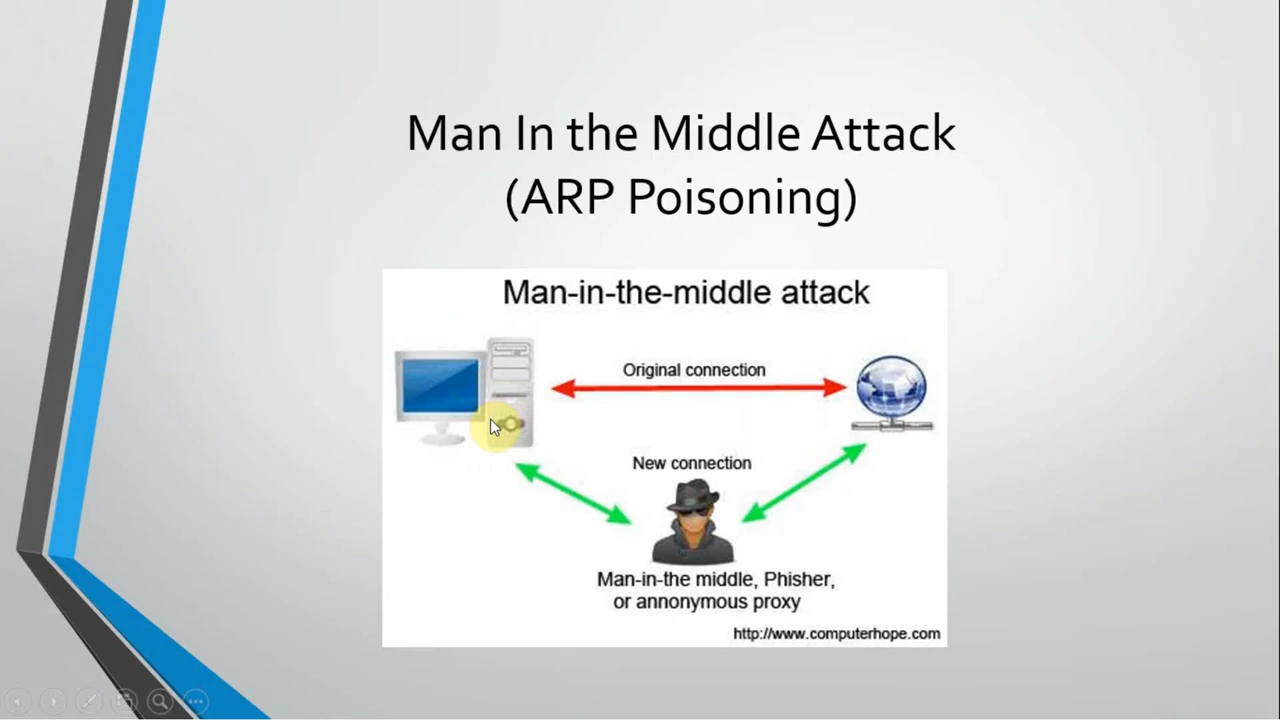 Man In the Middle Attack
(ARP Poisoning)
Man-in-the-middle attack
Original connection
New connection
Man-in-the middle, Phisher,
or annonymous proxy
http://www.computerhope.com